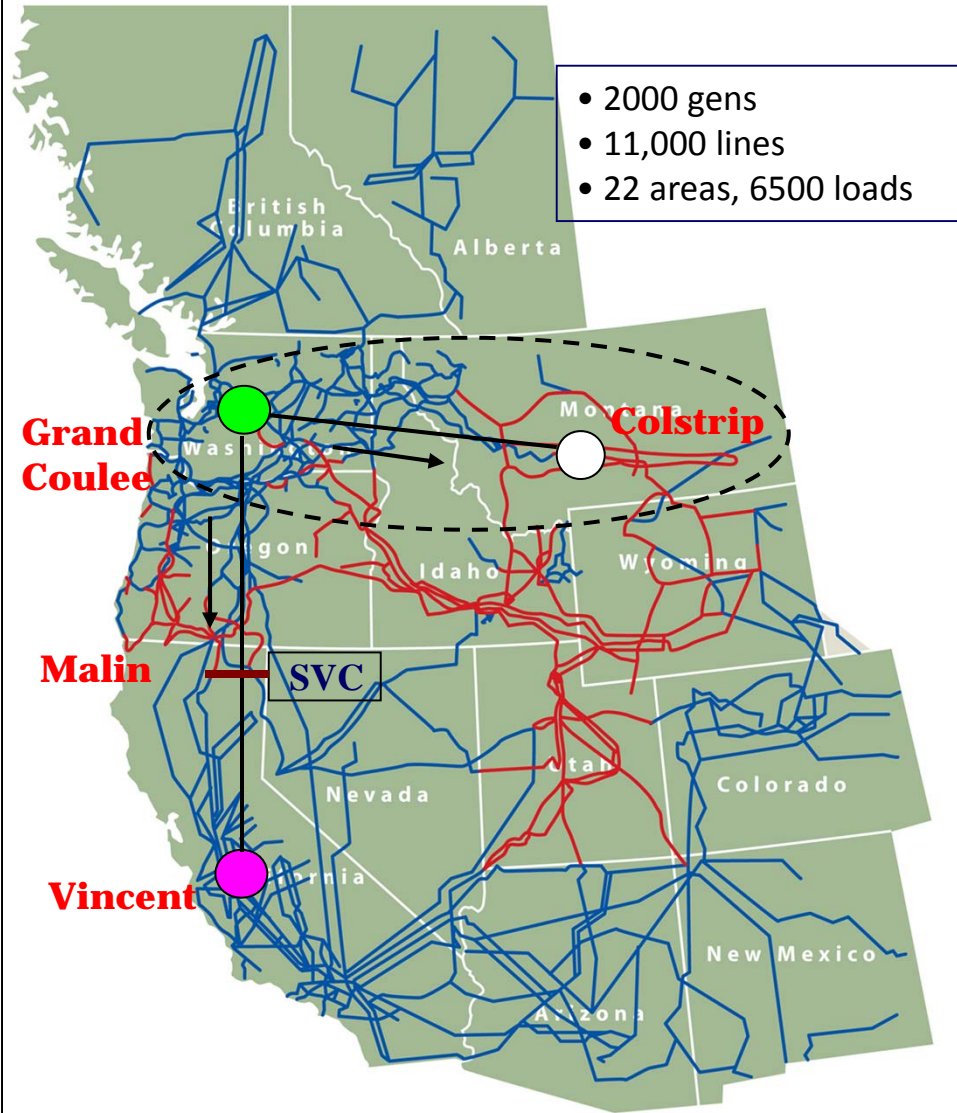 • 2000 gens
• 11,000 lines
• 22 areas, 6500 loads
British
Columbia
Alberta
Montana
Colstrip
Grand
Coulee
Washington
Oregon
Idaho
Wyoming
Malin
SVC
Nevada
Utah
Colorado
Vincent
California
New Mexico
Arizona